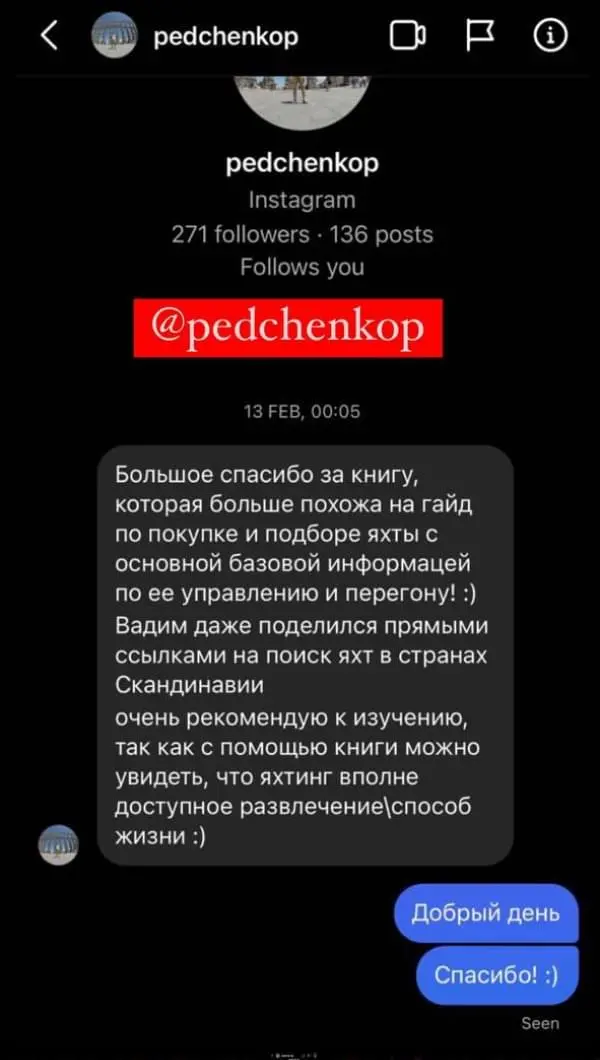 pedchenkop
pedchenkop
Instagram
271 followers · 136 posts
Follows you
@pedchenkop
13 FEB, 00:05
Большое спасибо за книгу,
которая больше похожа на гайд
по покупке и подборе яхты с
основной базовой информацей
по ее управлению и перегону! :)
Вадим даже поделился прямыми
ссылками на поиск яхт в странах
Скандинавии
очень рекомендую к изучению,
так как с помощью книги можно
увидеть, что яхтинг вполне
доступное развлечение\способ
жизни :)
Добрый день
Спасибо! :)
Seen